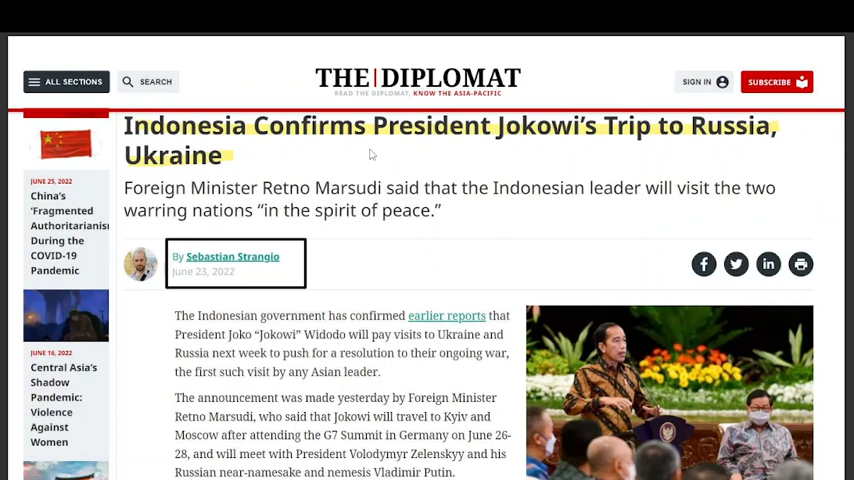 ALL SECTIONS
SEARCH
THE|DIPLOMAT
READ THE DIPLOMAT, KNOW THE ASIA-PACIFIC
SIGN IN
SUBSCRIBE
Indonesia Confirms President Jokowi's Trip to Russia,
Ukraine
Foreign Minister Retno Marsudi said that the Indonesian leader will visit the two
warring nations “in the spirit of peace.”
By Sebastian Strangio
June 23, 2022
The Indonesian government has confirmed earlier reports that
President Joko “Jokowi” Widodo will pay visits to Ukraine and
Russia next week to push for a resolution to their ongoing war,
the first such visit by any Asian leader.
The announcement was made yesterday by Foreign Minister
Retno Marsudi, who said that Jokowi will travel to Kyiv and
Moscow after attending the G7 Summit in Germany on June 26-
28, and will meet with President Volodymyr Zelenskyy and his
Russian near-namesake and nemesis Vladimir Putin.
JUNE 25, 2022
China's
'Fragmented
Authoritarianism
During the
COVID-19
Pandemic
JUNE 16, 2022
Central Asia's
Shadow
Pandemic:
Violence
Against
Women